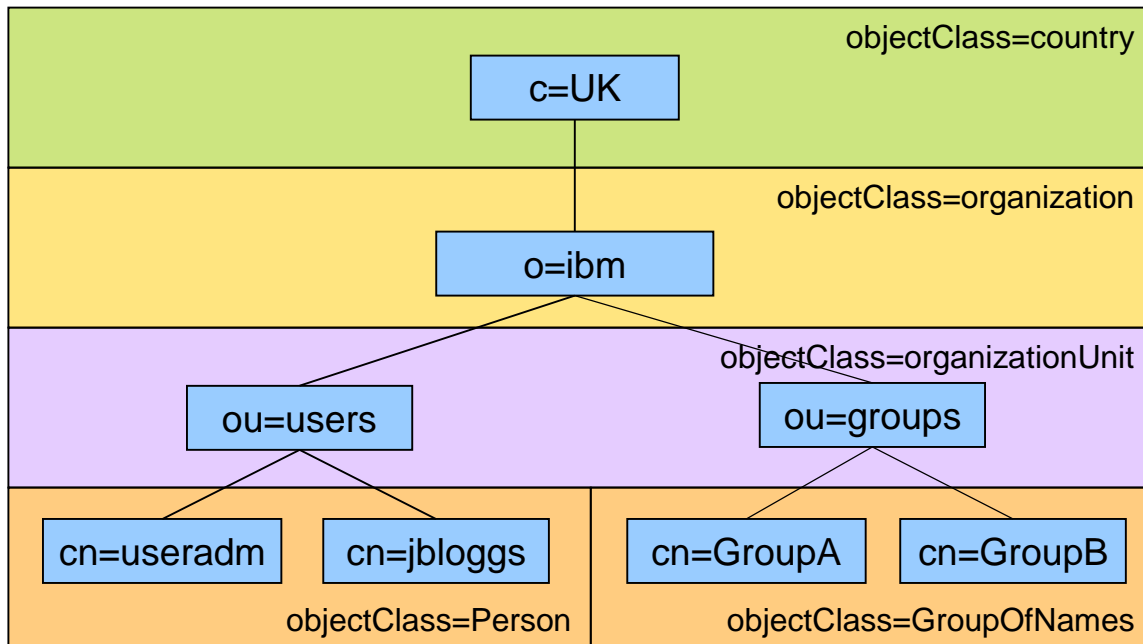 objectClass=country
c=UK
objectClass=organization
o=ibm
objectClass=organizationUnit
ou=users
ou=groups
cn=useradm
cn=jbloggs
cn=GroupA
cn=GroupB
objectClass=Person
objectClass=GroupOfNames